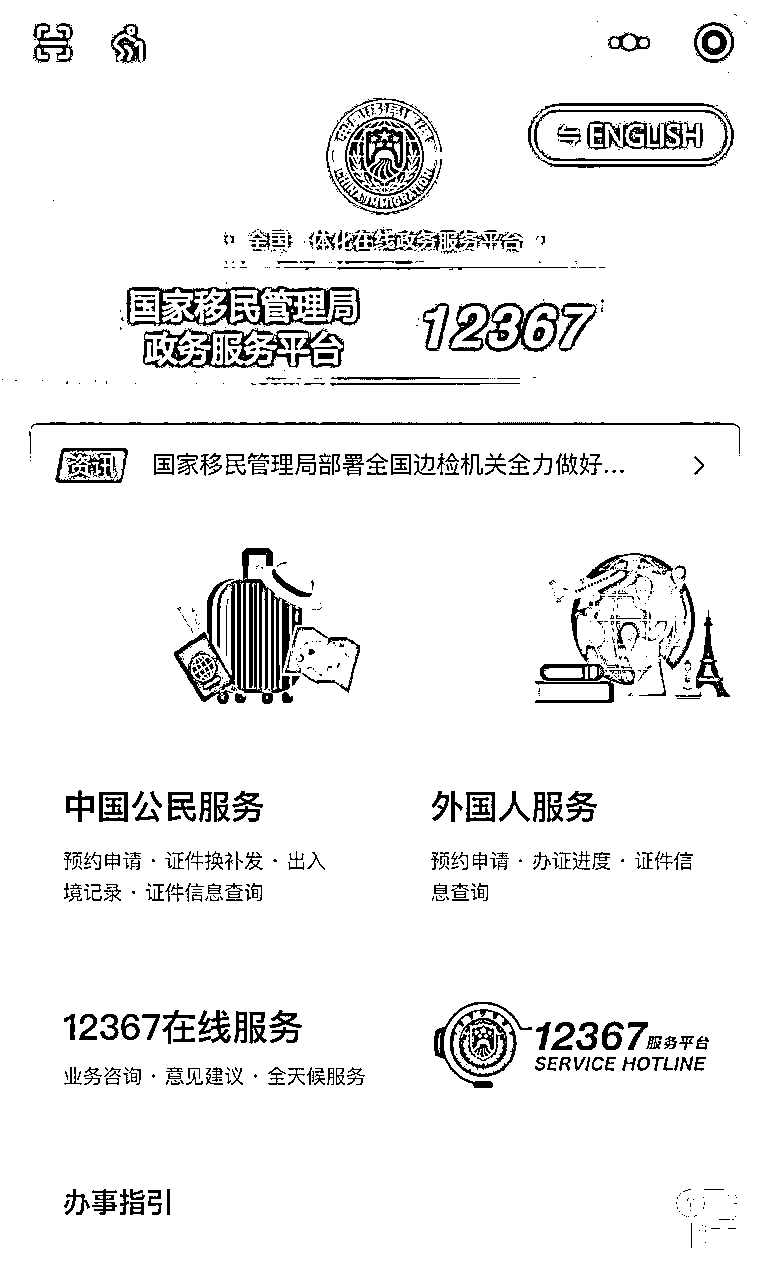 ENGLISH
CHINA IMMIGRATION
全国一体化在线政务服务平台
国家移民管理局
政务服务平台
12367
资讯 国家移民管理局部署全国边检机关全力做好...
中国公民服务
预约申请 · 证件换补发 · 出入
境记录 · 证件信息查询
外国人服务
预约申请 · 办证进度 · 证件信
息查询
12367在线服务
业务咨询 · 意见建议 · 全天候服务
12367服务平台
SERVICE HOTLINE
办事指引